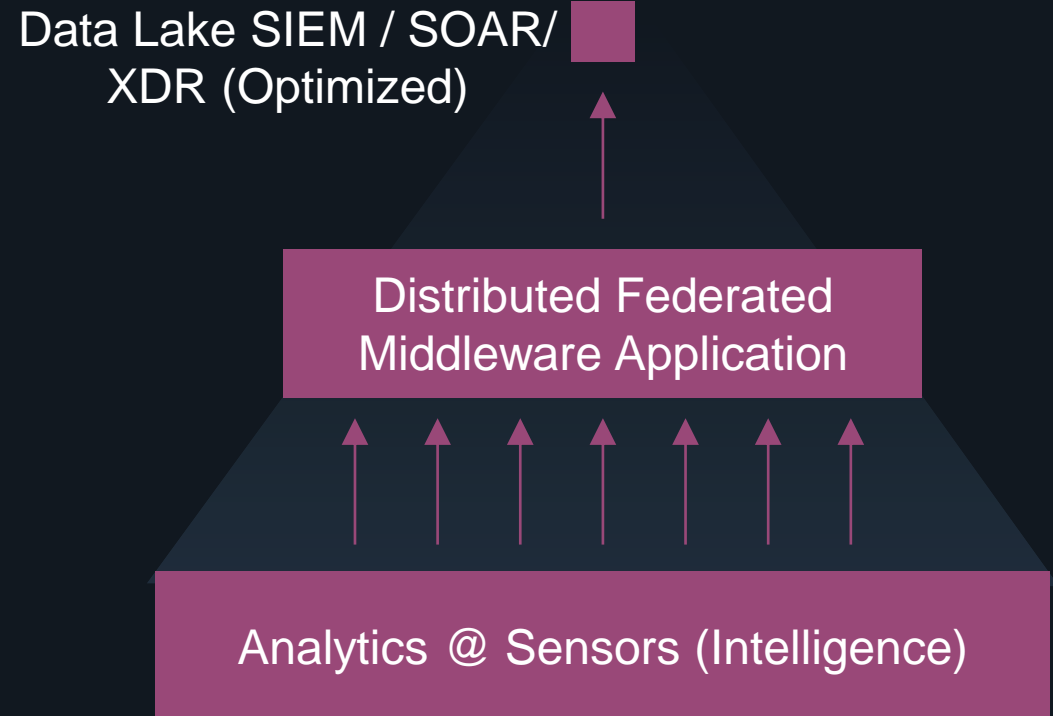 Data Lake SIEM / SOAR/
XDR (Optimized)
Distributed Federated
Middleware Application
Analytics @ Sensors (Intelligence)